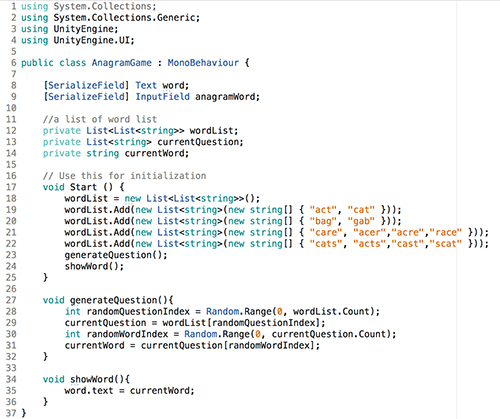 1 using System.Collections;
2 using System.Collections.Generic;
3 using UnityEngine;
4 using UnityEngine.UI;
5
6 public class AnagramGame : MonoBehaviour {
7
8 [SerializeField] Text word;
9 [SerializeField] InputField anagramWord;
10
11 //a list of word list
12 private List<List<string>> wordList;
13 private List<string> currentQuestion;
14 private string currentWord;
15
16 // Use this for initialization
17 void Start () {
18 wordList = new List<List<string>>();
19 wordList.Add(new List<string>(new string[] { "act", "cat" }));
20 wordList.Add(new List<string>(new string[] { "bag", "gab" }));
21 wordList.Add(new List<string>(new string[] { "care", "acer","acre","race" }));
22 wordList.Add(new List<string>(new string[] { "cats", "acts","cast","scat" }));
23 generateQuestion();
24 showWord();
25 }
26
27 void generateQuestion(){
28 int randomQuestionIndex = Random.Range(0, wordList.Count);
29 currentQuestion = wordList[randomQuestionIndex];
30 int randomWordIndex = Random.Range(0, currentQuestion.Count);
31 currentWord = currentQuestion[randomWordIndex];
32 }
33
34 void showWord(){
35 word.text = currentWord;
36 }
37 }